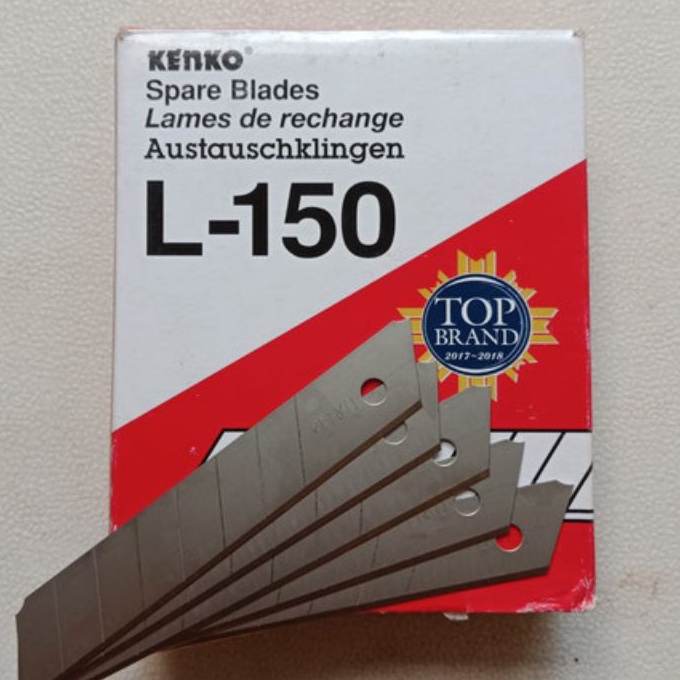 KENKO®
Spare Blades
Lames de rechange
Austauschklingen
L-150
TOP
BRAND
2017~2018